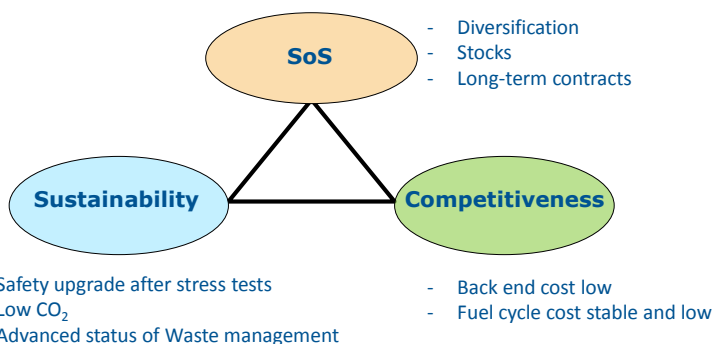 SoS
- Diversification
- Stocks
- Long-term contracts
Sustainability
Competitiveness
Safety upgrade after stress tests
Low CO₂
Advanced status of Waste management
- Back end cost low
- Fuel cycle cost stable and low